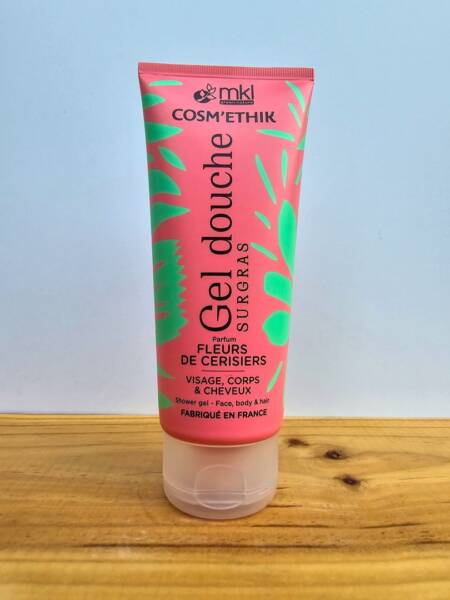 mkl
COSM'ETHIK
Gel douche
SURGRAS
Parfum
FLEURS
DE CERISIERS
VISAGE, CORPS
& CHEVEUX
Shower gel - Face, body & hair
FABRIQUÉ EN FRANCE